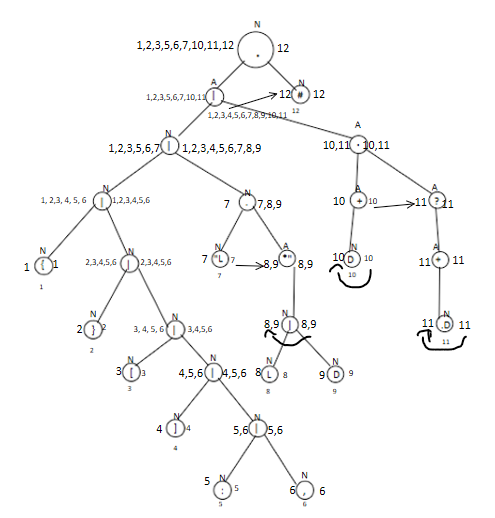 N
1,2,3,5,6,7,10,11,12 . 12
A N
1,2,3,5,6,7,10,11 | 12 # 12
12
1,2,3,4,5,6,7,8,9,10,11
N A
1,2,3,5,6,7 | 1,2,3,4,5,6,7,8,9 10,11 . 10,11
N N A A
1, 2, 3, 4, 5, 6 | 1,2,3,4,5,6 7 . 7,8,9 10 + 10 11 ? 11
N N N A N A
1 { 1 2,3,4,5,6 | 2,3,4,5,6 7 "L 7 8,9 *" 8,9 10 D 10 11 + 11
1 7 10
N N N N
2 } 2 3, 4, 5, 6 | 3,4,5,6 8,9 | 8,9 11 .D 11
2 11
N N N N
3 [ 3 4,5,6 | 4,5,6 8 L 8 9 D 9
3 8 9
N N
4 ] 4 5,6 | 5,6
4
N N
5 : 5 6 , 6
5 6